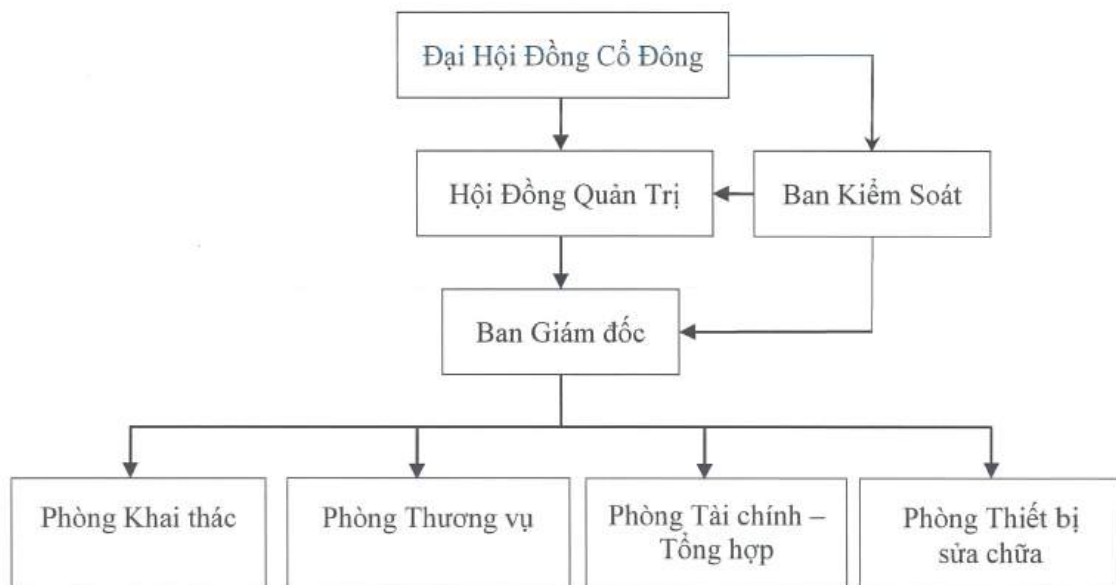 Đại Hội Đồng Cổ Đông
Hội Đồng Quản Trị
Ban Kiểm Soát
Ban Giám đốc
Phòng Khai thác
Phòng Thương vụ
Phòng Tài chính –
Tổng hợp
Phòng Thiết bị
sửa chữa